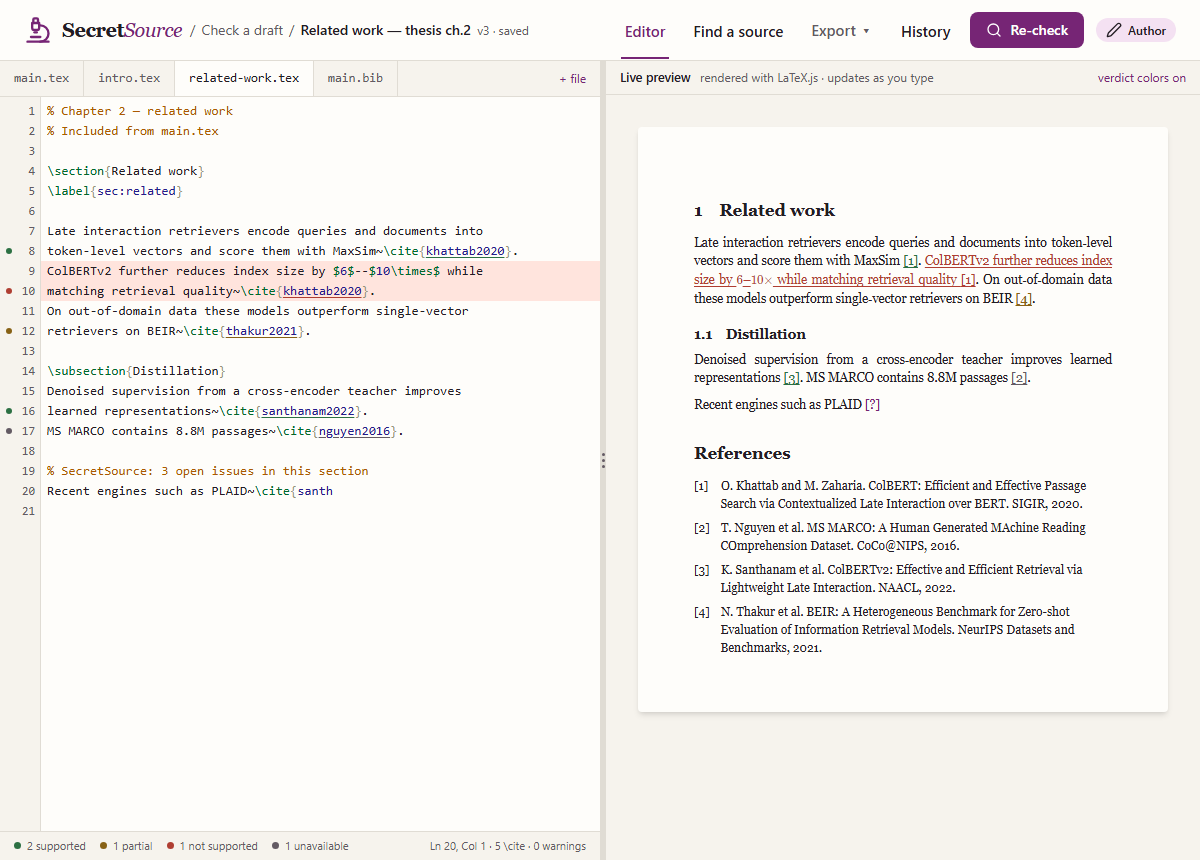 SecretSource / Check a draft / Related work — thesis ch.2 v3 · saved
Editor Find a source Export ▾ History Re-check Author
main.tex intro.tex related-work.tex main.bib + file
1 % Chapter 2 — related work
2 % Included from main.tex
3
4 \section{Related work}
5 \label{sec:related}
6
7 Late interaction retrievers encode queries and documents into
8 token-level vectors and score them with MaxSim~\cite{khattab2020}.
9 ColBERTv2 further reduces index size by $6$--$10\times$ while
10 matching retrieval quality~\cite{khattab2020}.
11 On out-of-domain data these models outperform single-vector
12 retrievers on BEIR~\cite{thakur2021}.
13
14 \subsection{Distillation}
15 Denoised supervision from a cross-encoder teacher improves
16 learned representations~\cite{santhanam2022}.
17 MS MARCO contains 8.8M passages~\cite{nguyen2016}.
18
19 % SecretSource: 3 open issues in this section
20 Recent engines such as PLAID~\cite{santh
21
2 supported 1 partial 1 not supported 1 unavailable Ln 20, Col 1 · 5 \cite · 0 warnings
Live preview rendered with LaTeX.js · updates as you type verdict colors on
1 Related work
Late interaction retrievers encode queries and documents into token-level
vectors and score them with MaxSim [1]. ColBERTv2 further reduces index
size by 6–10× while matching retrieval quality [1]. On out-of-domain data
these models outperform single-vector retrievers on BEIR [4].
1.1 Distillation
Denoised supervision from a cross-encoder teacher improves learned
representations [3]. MS MARCO contains 8.8M passages [2].
Recent engines such as PLAID [?]
References
[1] O. Khattab and M. Zaharia. ColBERT: Efficient and Effective Passage
Search via Contextualized Late Interaction over BERT. SIGIR, 2020.
[2] T. Nguyen et al. MS MARCO: A Human Generated MAchine Reading
COmprehension Dataset. CoCo@NIPS, 2016.
[3] K. Santhanam et al. ColBERTv2: Effective and Efficient Retrieval via
Lightweight Late Interaction. NAACL, 2022.
[4] N. Thakur et al. BEIR: A Heterogeneous Benchmark for Zero-shot
Evaluation of Information Retrieval Models. NeurIPS Datasets and
Benchmarks, 2021.